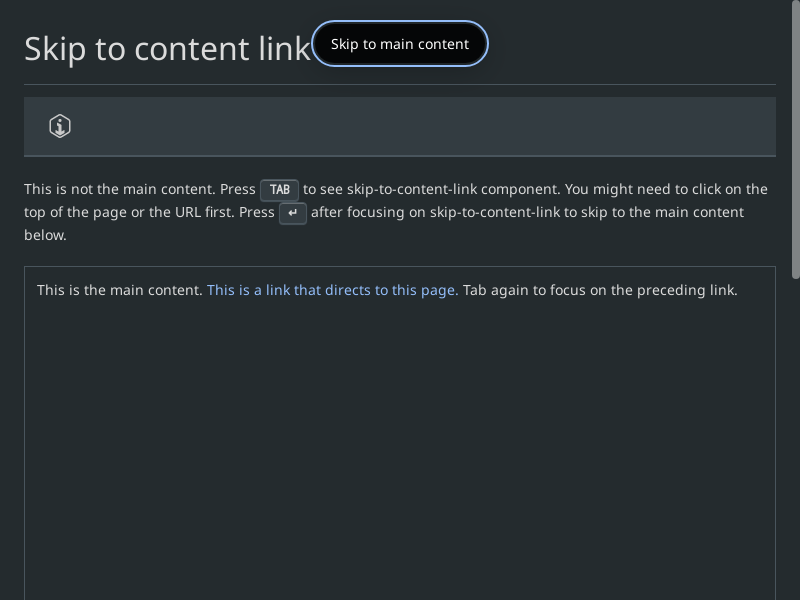 Skip to content link
Skip to main content
This is not the main content. Press TAB to see skip-to-content-link component. You might need to click on the
top of the page or the URL first. Press ↵ after focusing on skip-to-content-link to skip to the main content
below.
This is the main content. This is a link that directs to this page. Tab again to focus on the preceding link.